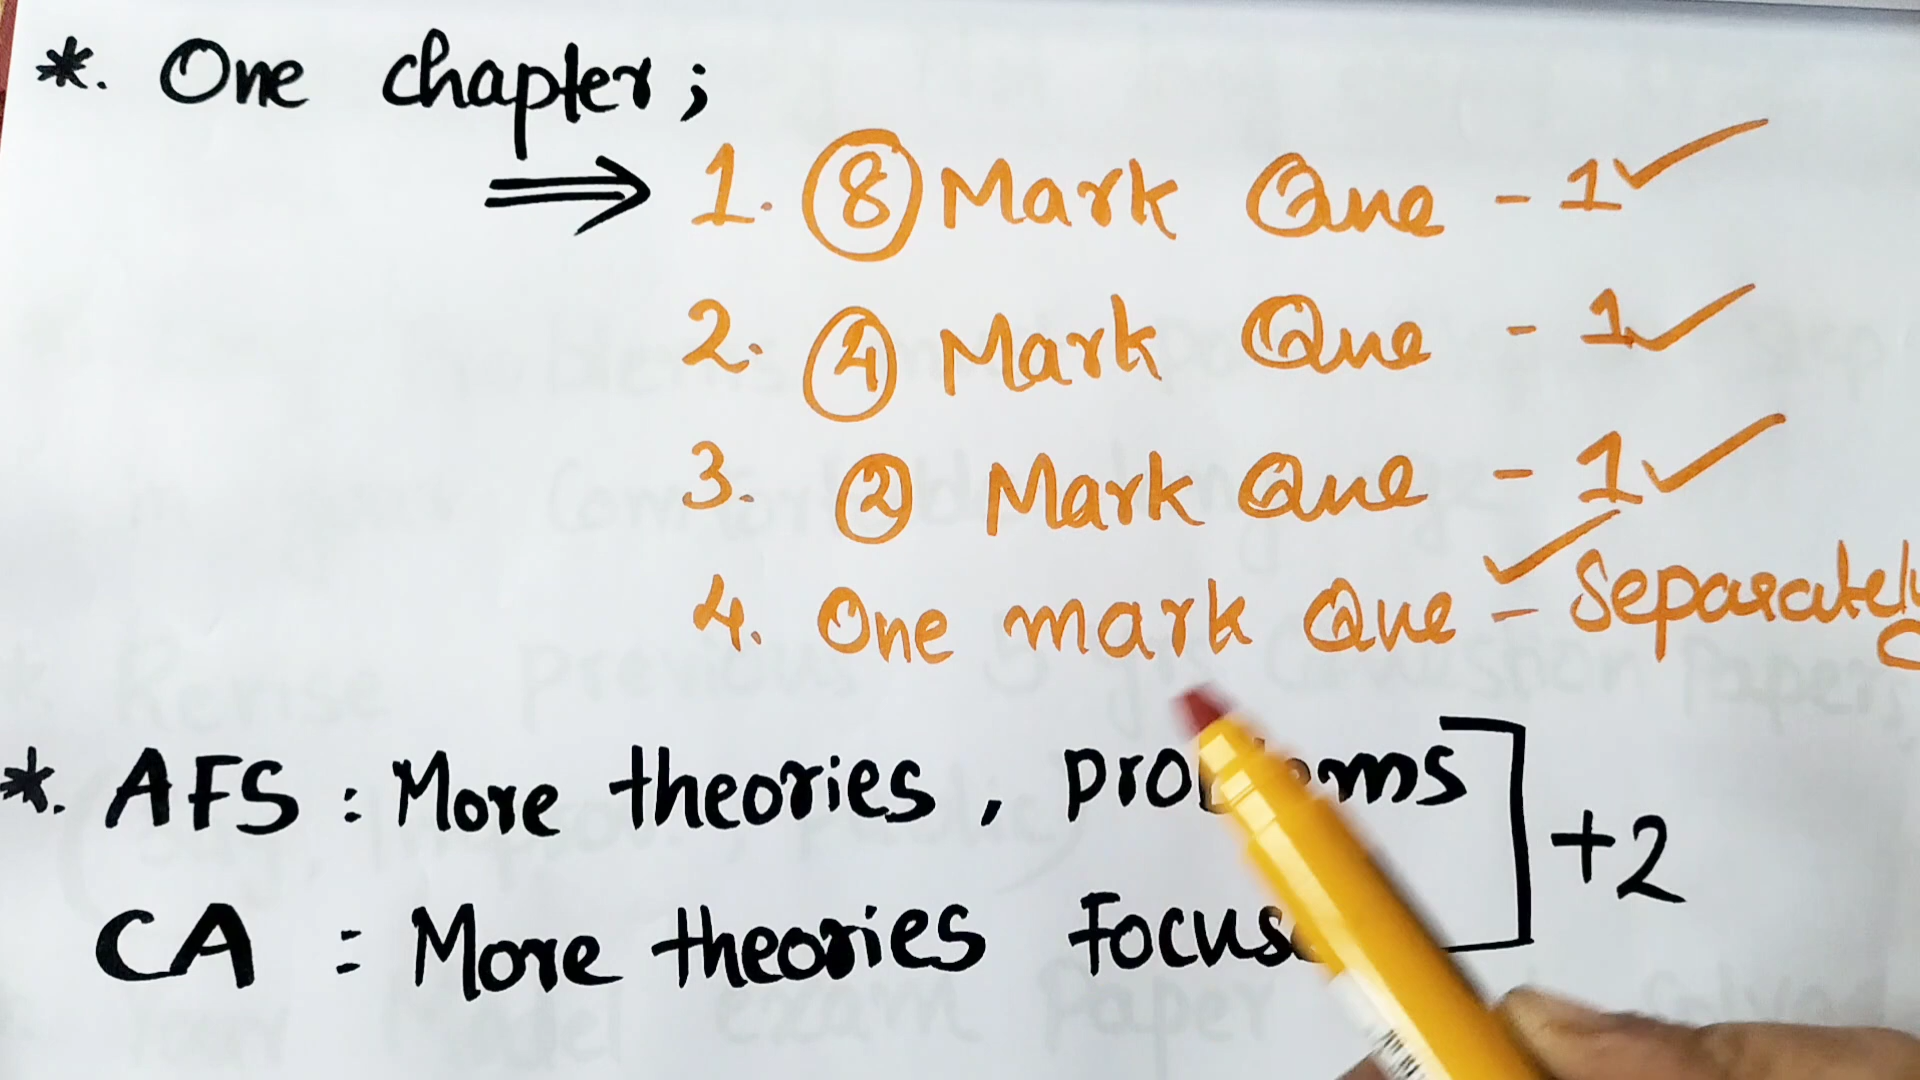 *. One chapter;
⇒ 1. 8 Mark Que - 1 ✓
2. 4 Mark Que - 1 ✓
3. 2 Mark Que - 1 ✓
4. One mark Que ✓ - Separately
*. AFS : More theories, problems ] +2
CA : More theories Focus